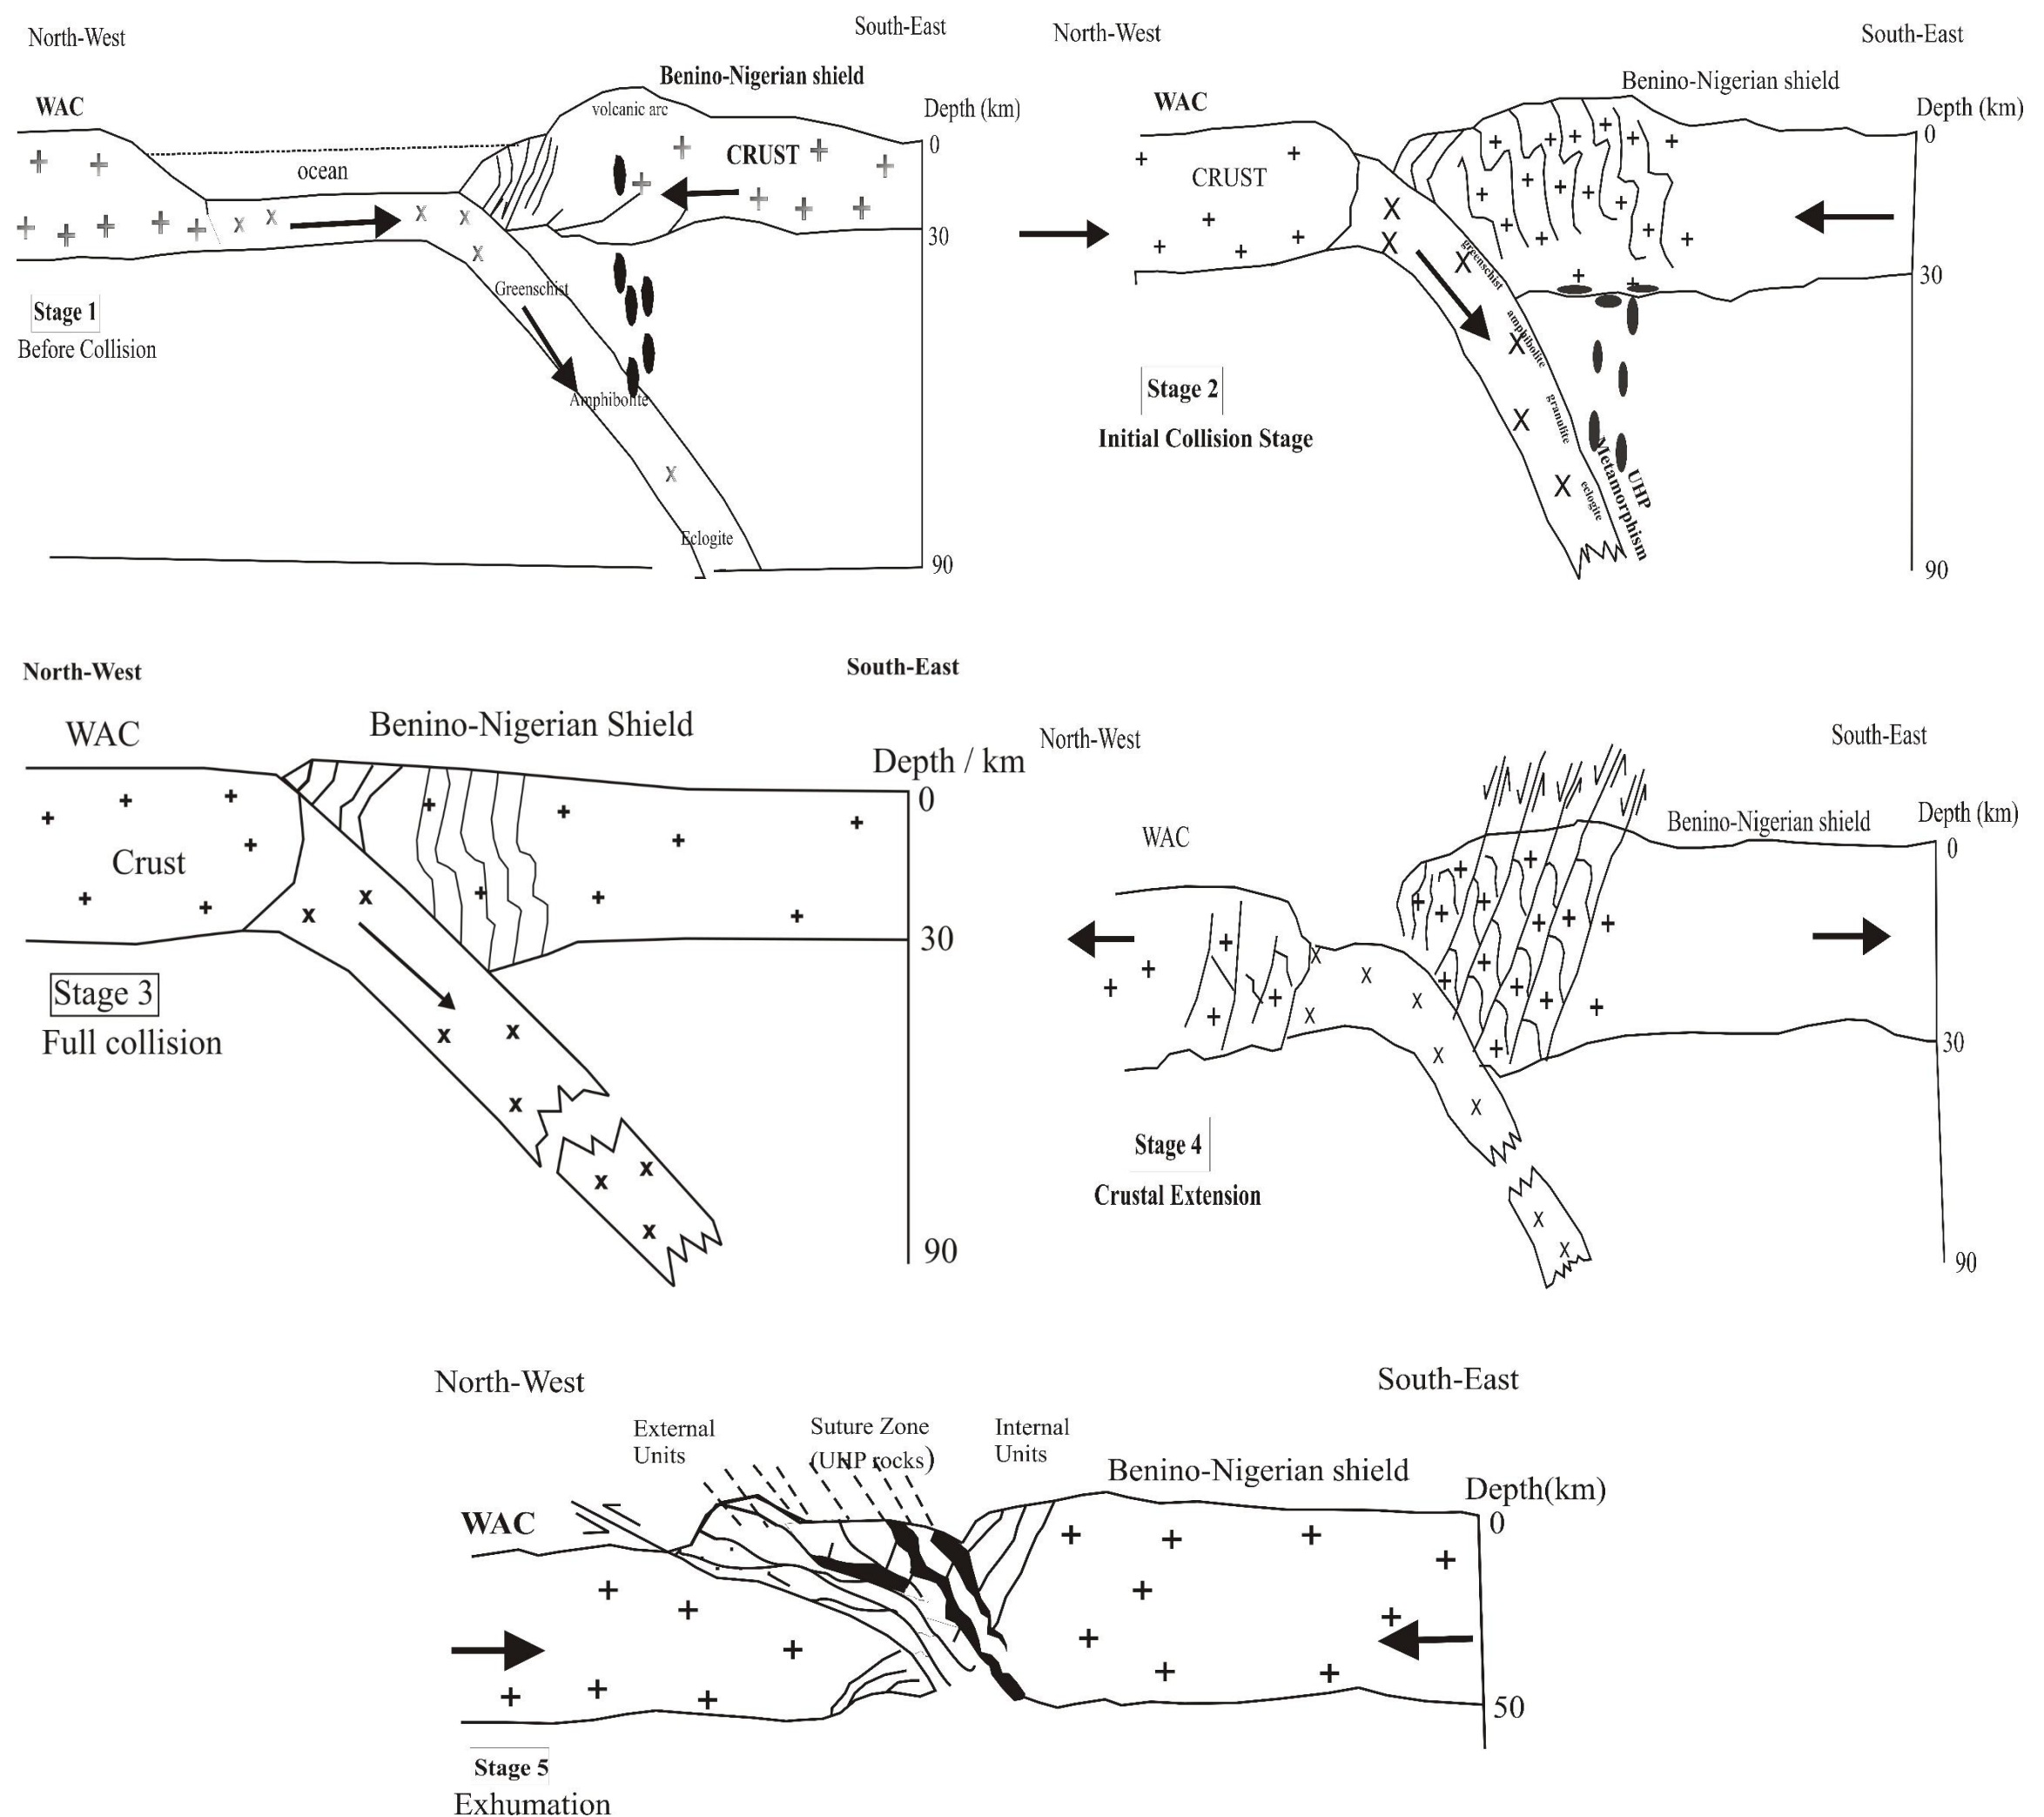 North-West
South-East
Benino-Nigerian shield
WAC
volcanic arc
Depth (km)
0
CRUST
ocean
30
Greenschist
Stage 1
Before Collision
Amphibolite
Eclogite
90
North-West
South-East
Benino-Nigerian shield
WAC
Depth (km)
0
CRUST
greenschist
30
amphibolite
Stage 2
Initial Collision Stage
granulite
eclogite
UHP
Metamorphism
90
North-West
South-East
WAC
Benino-Nigerian Shield
Depth / km
0
Crust
30
Stage 3
Full collision
90
North-West
South-East
WAC
Benino-Nigerian shield
Depth (km)
0
30
Stage 4
Crustal Extension
90
North-West
South-East
External
Units
Suture Zone
(UHP rocks)
Internal
Units
Benino-Nigerian shield
Depth(km)
WAC
0
50
Stage 5
Exhumation